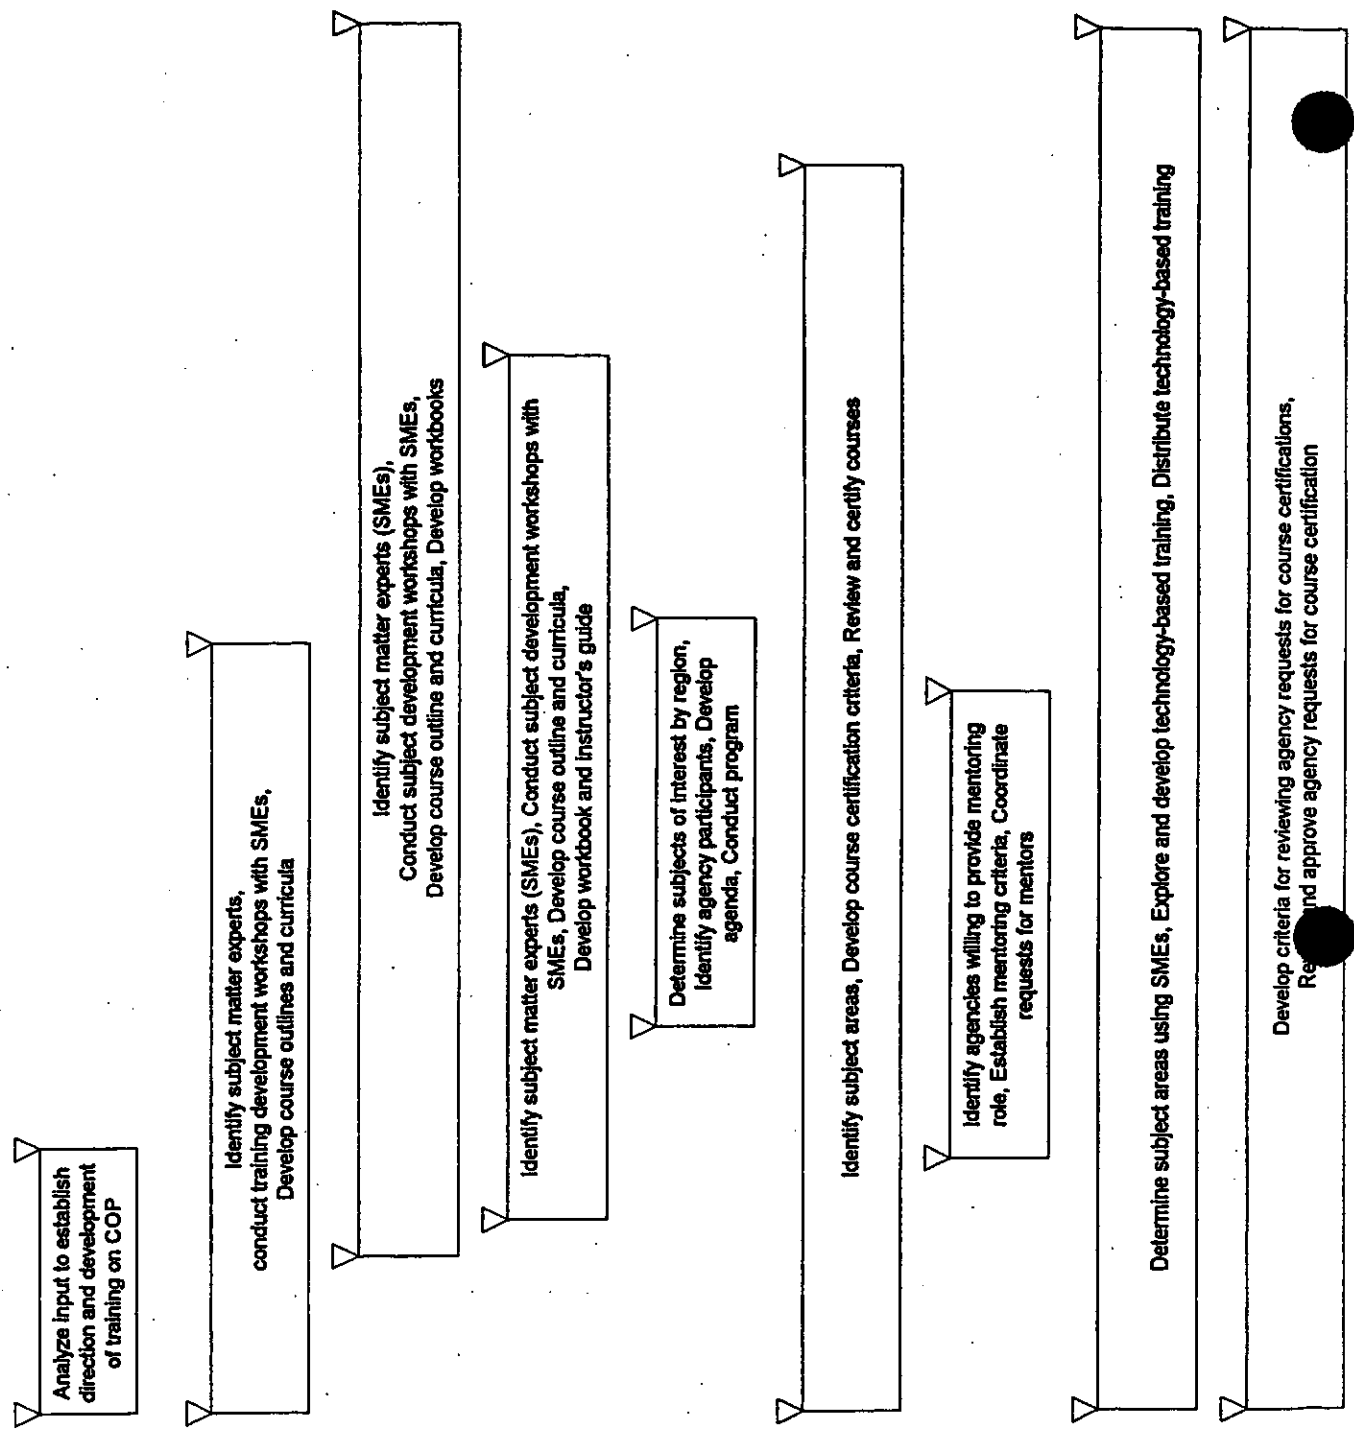 Analyze input to establish
direction and development
of training on COP
Identify subject matter experts,
conduct training development workshops with SMEs,
Develop course outlines and curricula
Identify subject matter experts (SMEs),
Conduct subject development workshops with SMEs,
Develop course outline and curricula, Develop workbooks
Identify subject matter experts (SMEs), Conduct subject development workshops with
SMEs, Develop course outline and curricula,
Develop workbook and instructor's guide
Determine subjects of interest by region,
Identify agency participants, Develop
agenda, Conduct program
Identify subject areas, Develop course certification criteria, Review and certify courses
Identify agencies willing to provide mentoring
role, Establish mentoring criteria, Coordinate
requests for mentors
Determine subject areas using SMEs, Explore and develop technology-based training, Distribute technology-based training
Develop criteria for reviewing agency requests for course certifications,
and approve agency requests for course certification